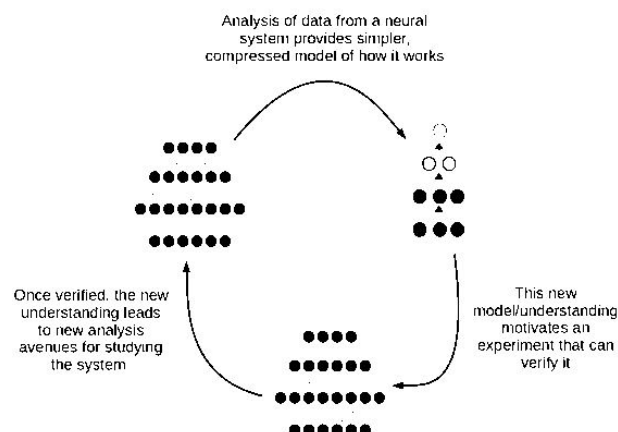 Analysis of data from a neural
system provides simpler,
compressed model of how it works
This new
model/understanding
motivates an
experiment that can
verify it
Once verified, the new
understanding leads
to new analysis
avenues for studying
the system